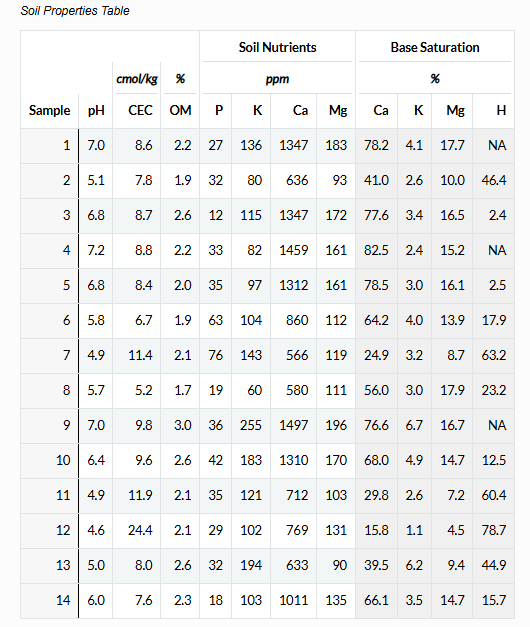 Soil Properties Table
Soil Nutrients Base Saturation
cmol/kg % ppm %
Sample pH CEC OM P K Ca Mg Ca K Mg H
1 7.0 8.6 2.2 27 136 1347 183 78.2 4.1 17.7 NA
2 5.1 7.8 1.9 32 80 636 93 41.0 2.6 10.0 46.4
3 6.8 8.7 2.6 12 115 1347 172 77.6 3.4 16.5 2.4
4 7.2 8.8 2.2 33 82 1459 161 82.5 2.4 15.2 NA
5 6.8 8.4 2.0 35 97 1312 161 78.5 3.0 16.1 2.5
6 5.8 6.7 1.9 63 104 860 112 64.2 4.0 13.9 17.9
7 4.9 11.4 2.1 76 143 566 119 24.9 3.2 8.7 63.2
8 5.7 5.2 1.7 19 60 580 111 56.0 3.0 17.9 23.2
9 7.0 9.8 3.0 36 255 1497 196 76.6 6.7 16.7 NA
10 6.4 9.6 2.6 42 183 1310 170 68.0 4.9 14.7 12.5
11 4.9 11.9 2.1 35 121 712 103 29.8 2.6 7.2 60.4
12 4.6 24.4 2.1 29 102 769 131 15.8 1.1 4.5 78.7
13 5.0 8.0 2.6 32 194 633 90 39.5 6.2 9.4 44.9
14 6.0 7.6 2.3 18 103 1011 135 66.1 3.5 14.7 15.7